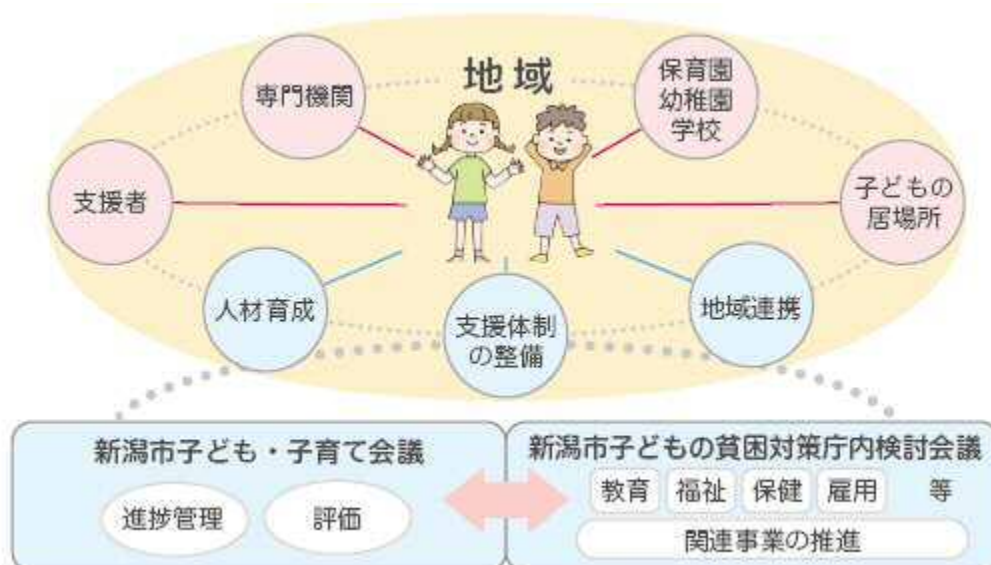 地域
専門機関
保育園
幼稚園
学校
支援者
子どもの
居場所
人材育成
支援体制
の整備
地域連携
新潟市子ども・子育て会議
進捗管理
評価
新潟市子どもの貧困対策庁内検討会議
教育 福祉 保健 雇用 等
関連事業の推進